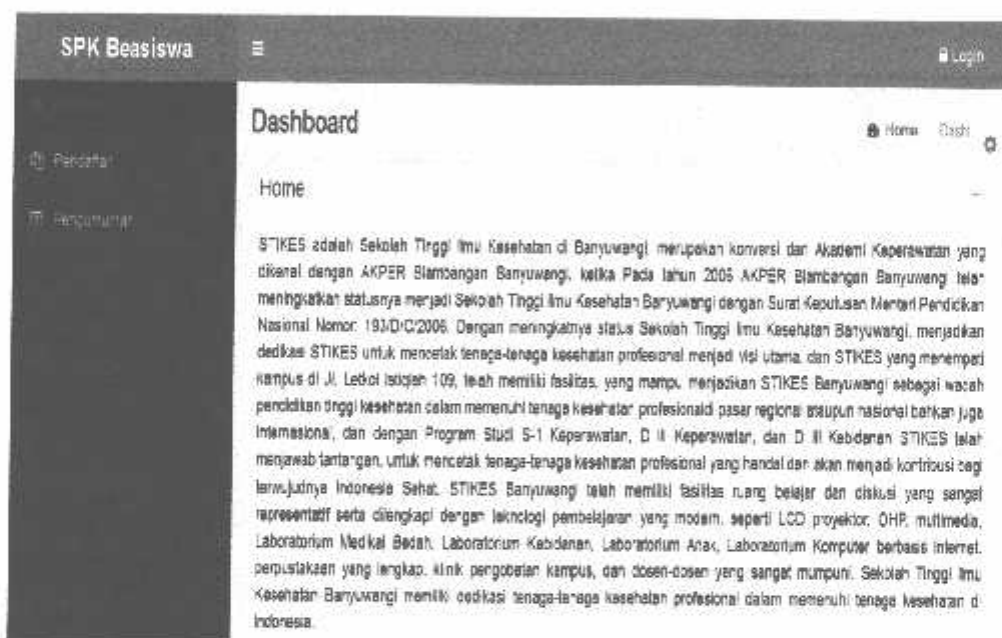 SPK Beasiswa
Login
Dashboard
Home Dash
Pendaftar
Home
Pengumuman
STIKES adalah Sekolah Tinggi Ilmu Kesehatan di Banyuwangi, merupakan konversi dari Akademi Keperawatan yang
dikenal dengan AKPER Blambangan Banyuwangi, ketika Pada tahun 2006 AKPER Blambangan Banyuwangi telah
meningkatkan statusnya menjadi Sekolah Tinggi Ilmu Kesehatan Banyuwangi dengan Surat Keputusan Menteri Pendidikan
Nasional Nomor: 193/D/O/2006. Dengan meningkatnya status Sekolah Tinggi Ilmu Kesehatan Banyuwangi, menjadikan
dedikasi STIKES untuk mencetak tenaga-tenaga kesehatan profesional menjadi visi utama, dan STIKES yang menempati
kampus di Jl. Letkol Istiqlah 109, telah memiliki fasilitas, yang mampu menjadikan STIKES Banyuwangi sebagai wadah
pendidikan tinggi kesehatan dalam memenuhi tenaga kesehatan profesionaldi pasar regional ataupun nasional bahkan juga
Internasional, dan dengan Program Studi S-1 Keperawatan, D III Keperawatan, dan D III Kebidanan STIKES telah
menjawab tantangan, untuk mencetak tenaga-tenaga kesehatan profesional yang handal dan akan menjadi kontribusi bagi
terwujudnya Indonesia Sehat. STIKES Banyuwangi telah memiliki fasilitas ruang belajar dan diskusi yang sangat
representatif serta dilengkapi dengan teknologi pembelajaran yang modern, seperti LCD proyektor, OHP, multimedia,
Laboratorium Medikal Bedah, Laboratorium Kebidanan, Laboratorium Anak, Laboratorium Komputer berbasis internet,
perpustakaan yang lengkap, klinik pengobatan kampus, dan dosen-dosen yang sangat mumpuni. Sekolah Tinggi Ilmu
Kesehatan Banyuwangi memiliki dedikasi tenaga-tenaga kesehatan profesional dalam memenuhi tenaga kesehatan di
Indonesia.